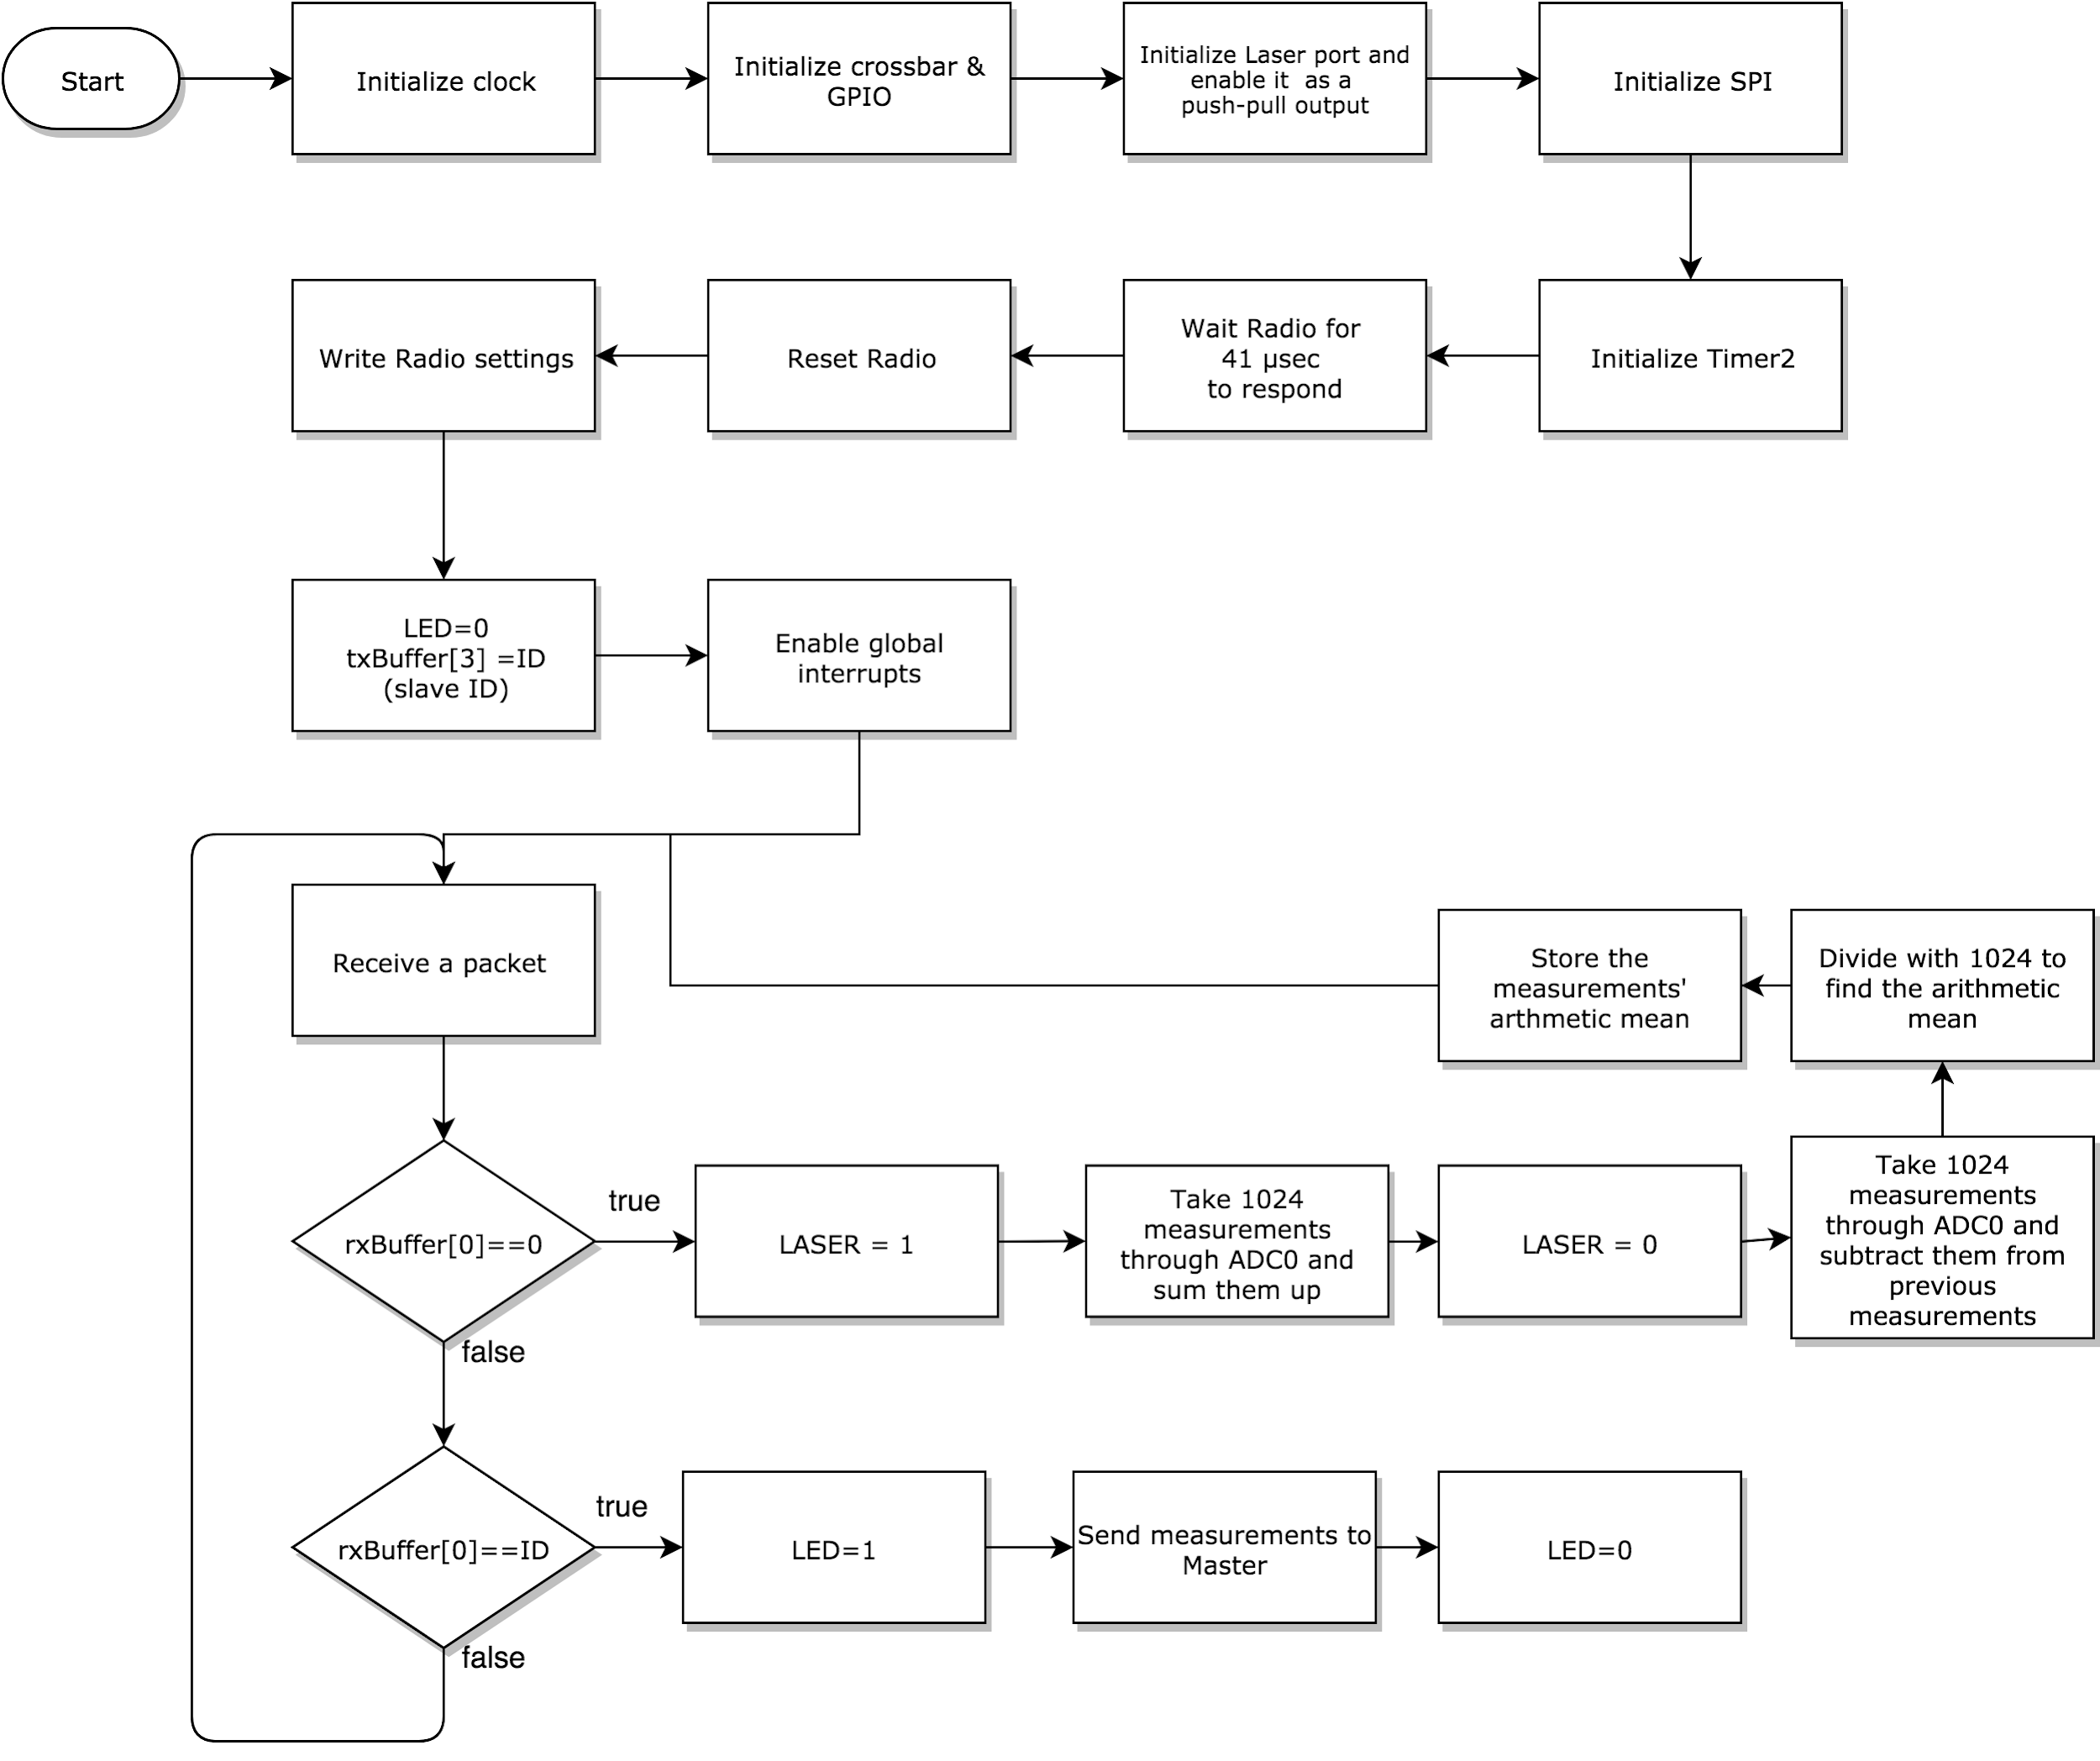 Start
Initialize clock
Initialize crossbar &
GPIO
Initialize Laser port and
enable it as a
push-pull output
Initialize SPI
Initialize Timer2
Wait Radio for
41 µsec
to respond
Reset Radio
Write Radio settings
LED=0
txBuffer[3] =ID
(slave ID)
Enable global
interrupts
Receive a packet
rxBuffer[0]==0
true
false
LASER = 1
Take 1024
measurements
through ADC0 and
sum them up
LASER = 0
Take 1024
measurements
through ADC0 and
subtract them from
previous
measurements
Divide with 1024 to
find the arithmetic
mean
Store the
measurements'
arthmetic mean
rxBuffer[0]==ID
true
false
LED=1
Send measurements to
Master
LED=0